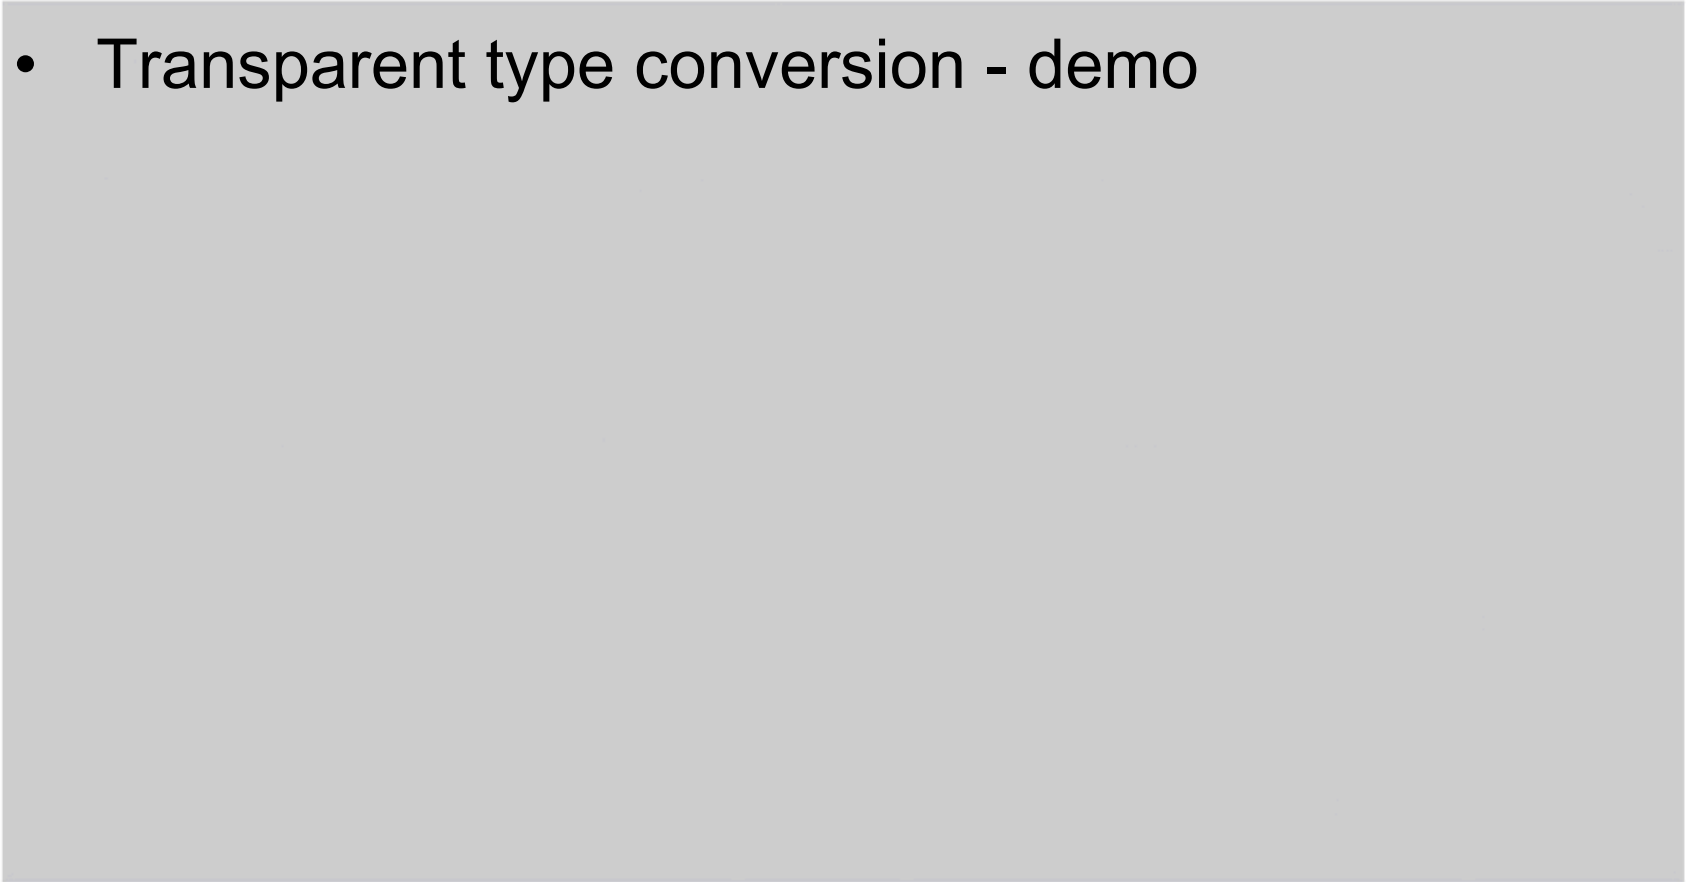 • Transparent type conversion - demo